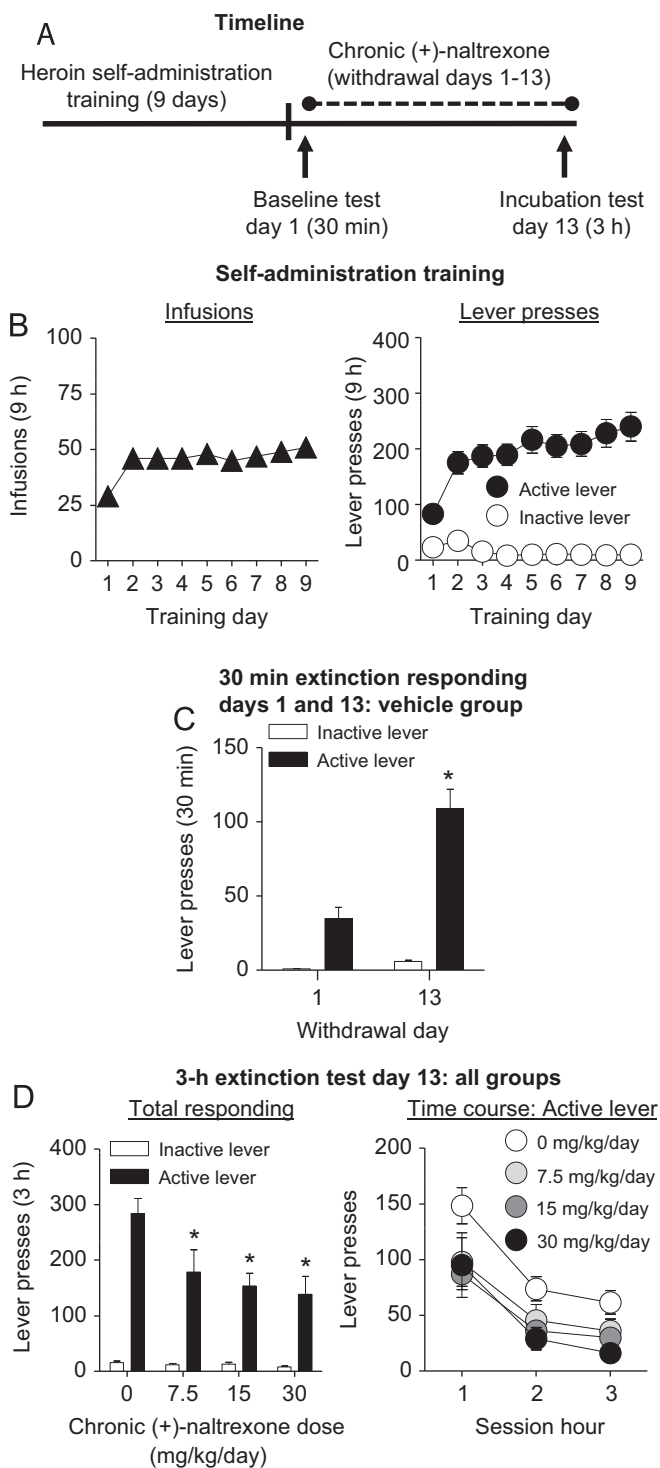 A
Timeline
Heroin self-administration
training (9 days)
Chronic (+)-naltrexone
(withdrawal days 1-13)
Baseline test
day 1 (30 min)
Incubation test
day 13 (3 h)
Self-administration training
B
Infusions
Infusions (9 h)
100
75
50
25
0
1 2 3 4 5 6 7 8 9
Training day
Lever presses
Lever presses (9 h)
400
300
200
100
0
Active lever
Inactive lever
1 2 3 4 5 6 7 8 9
Training day
30 min extinction responding
days 1 and 13: vehicle group
C
Inactive lever
Active lever
Lever presses (30 min)
150
100
50
0
*
1 13
Withdrawal day
3-h extinction test day 13: all groups
D
Total responding
Inactive lever
Active lever
Lever presses (3 h)
400
300
200
100
0
* * *
0 7.5 15 30
Chronic (+)-naltrexone dose
(mg/kg/day)
Time course: Active lever
0 mg/kg/day
7.5 mg/kg/day
15 mg/kg/day
30 mg/kg/day
Lever presses
200
150
100
50
0
1 2 3
Session hour